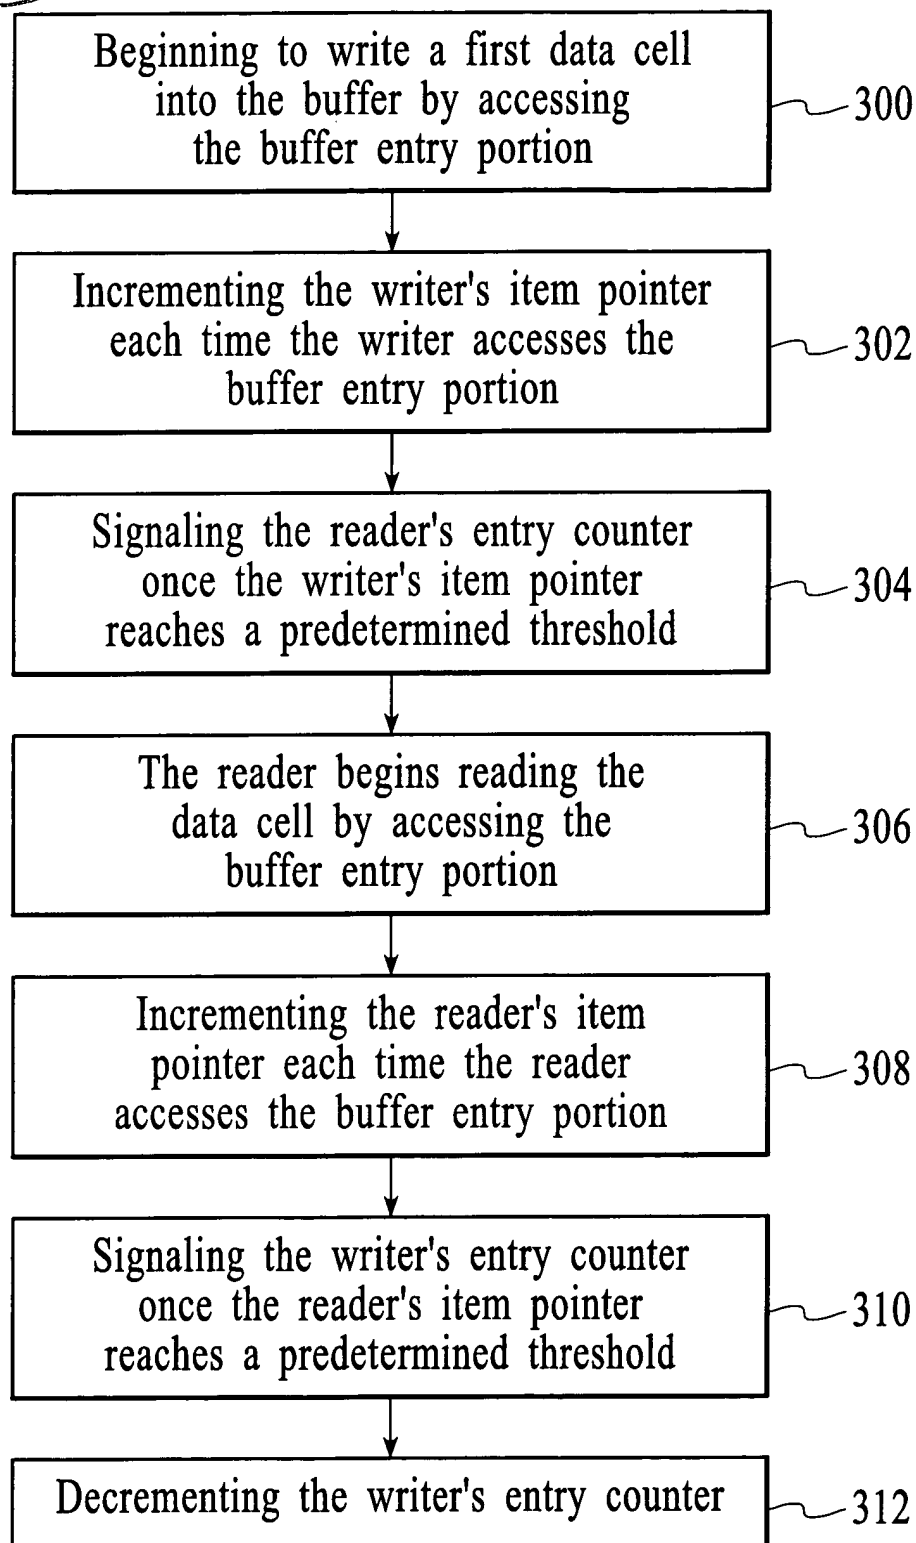 Beginning to write a first data cell
into the buffer by accessing
the buffer entry portion
300
Incrementing the writer's item pointer
each time the writer accesses the
buffer entry portion
302
Signaling the reader's entry counter
once the writer's item pointer
reaches a predetermined threshold
304
The reader begins reading the
data cell by accessing the
buffer entry portion
306
Incrementing the reader's item
pointer each time the reader
accesses the buffer entry portion
308
Signaling the writer's entry counter
once the reader's item pointer
reaches a predetermined threshold
310
Decrementing the writer's entry counter
312